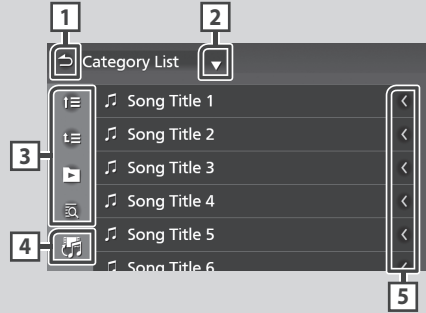 1
2
Category List
Song Title 1
Song Title 2
3
Song Title 3
Song Title 4
4
Song Title 5
Song Title 6
5